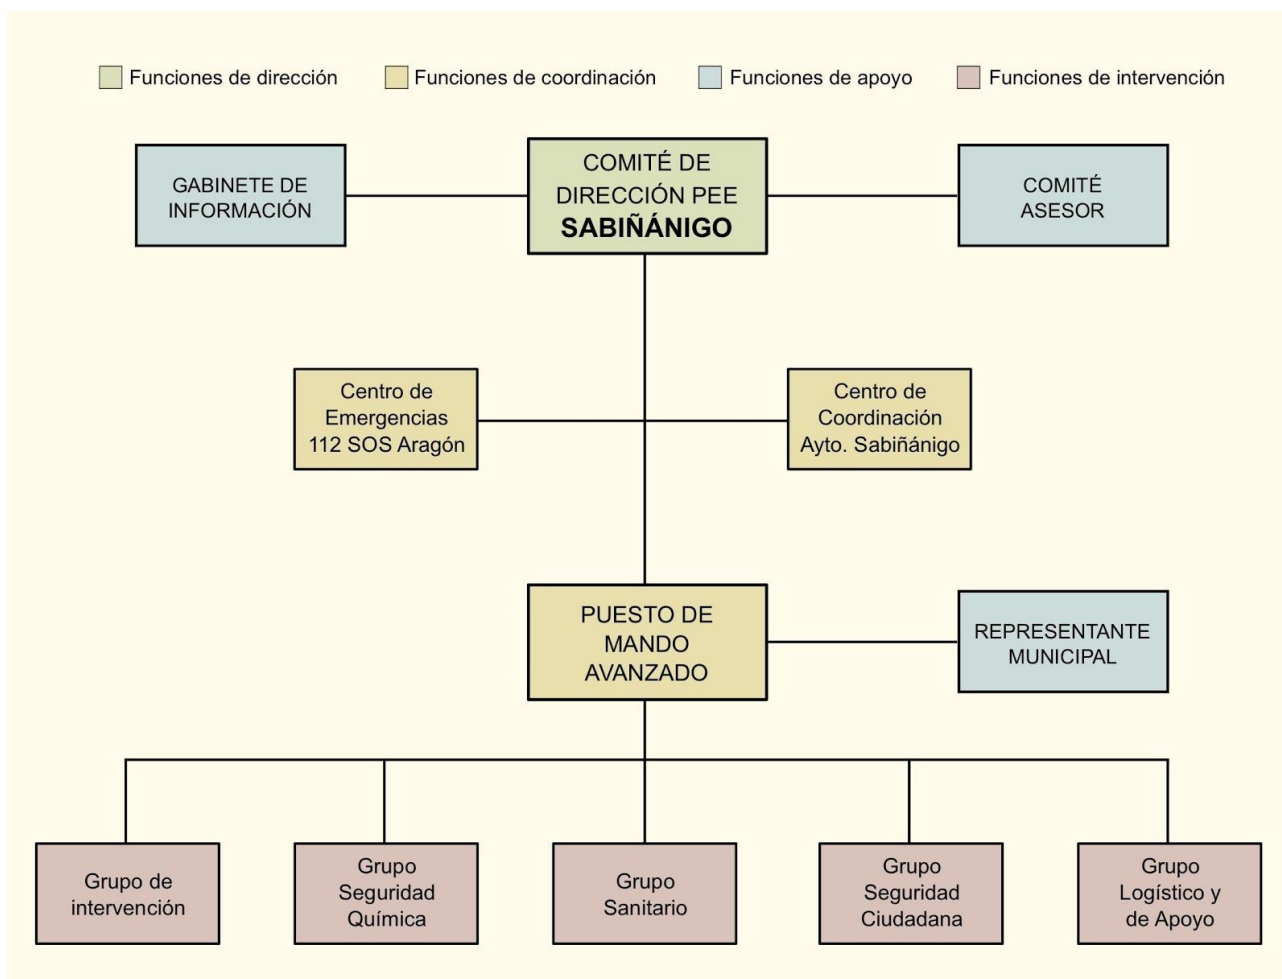 Funciones de dirección
Funciones de coordinación
Funciones de apoyo
Funciones de intervención
GABINETE DE
INFORMACIÓN
COMITÉ DE
DIRECCIÓN PEE
SABIÑÁNIGO
COMITÉ
ASESOR
Centro de
Emergencias
112 SOS Aragón
Centro de
Coordinación
Ayto. Sabiñánigo
PUESTO DE
MANDO
AVANZADO
REPRESENTANTE
MUNICIPAL
Grupo de
intervención
Grupo
Seguridad
Química
Grupo
Sanitario
Grupo
Seguridad
Ciudadana
Grupo
Logístico y
de Apoyo